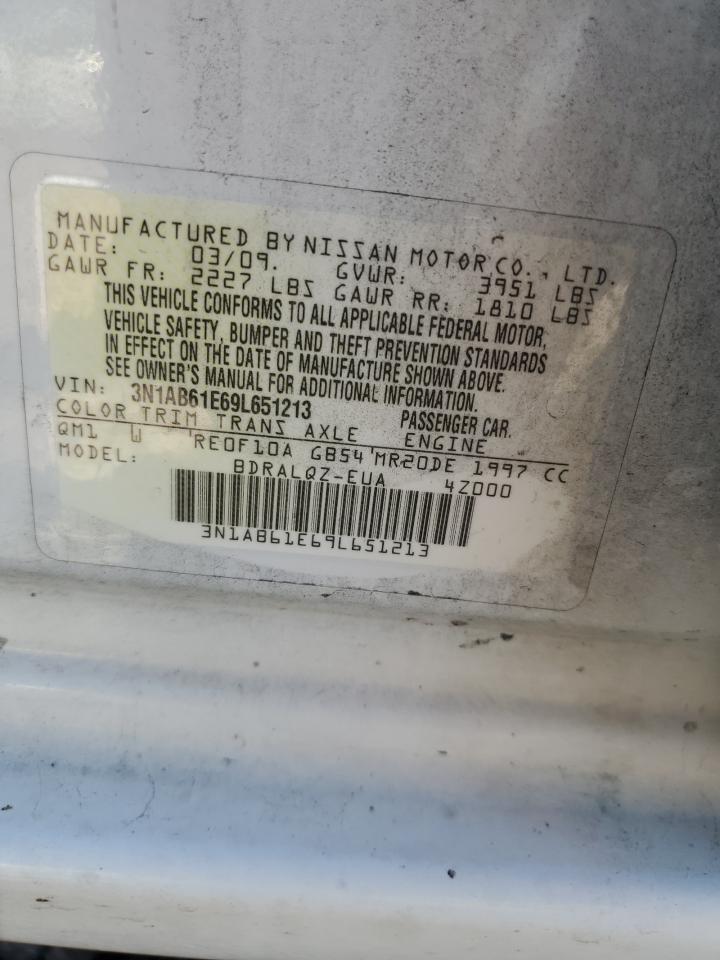 MANUFACTURED BY NISSAN MOTOR CO., LTD.
DATE: 03/09. GVWR: 3951 LBS
GAWR FR: 2227 LBS GAWR RR: 1810 LBS
THIS VEHICLE CONFORMS TO ALL APPLICABLE FEDERAL MOTOR,
VEHICLE SAFETY, BUMPER AND THEFT PREVENTION STANDARDS
IN EFFECT ON THE DATE OF MANUFACTURE SHOWN ABOVE.
SEE OWNER'S MANUAL FOR ADDITIONAL INFORMATION.
VIN: 3N1AB61E69L651213 PASSENGER CAR.
COLOR TRIM TRANS AXLE ENGINE
QM1 W RE0F10A GB54 MR20DE 1997 CC
MODEL: BDRALQZ-EUA 4Z000
3N1AB61E69L651213